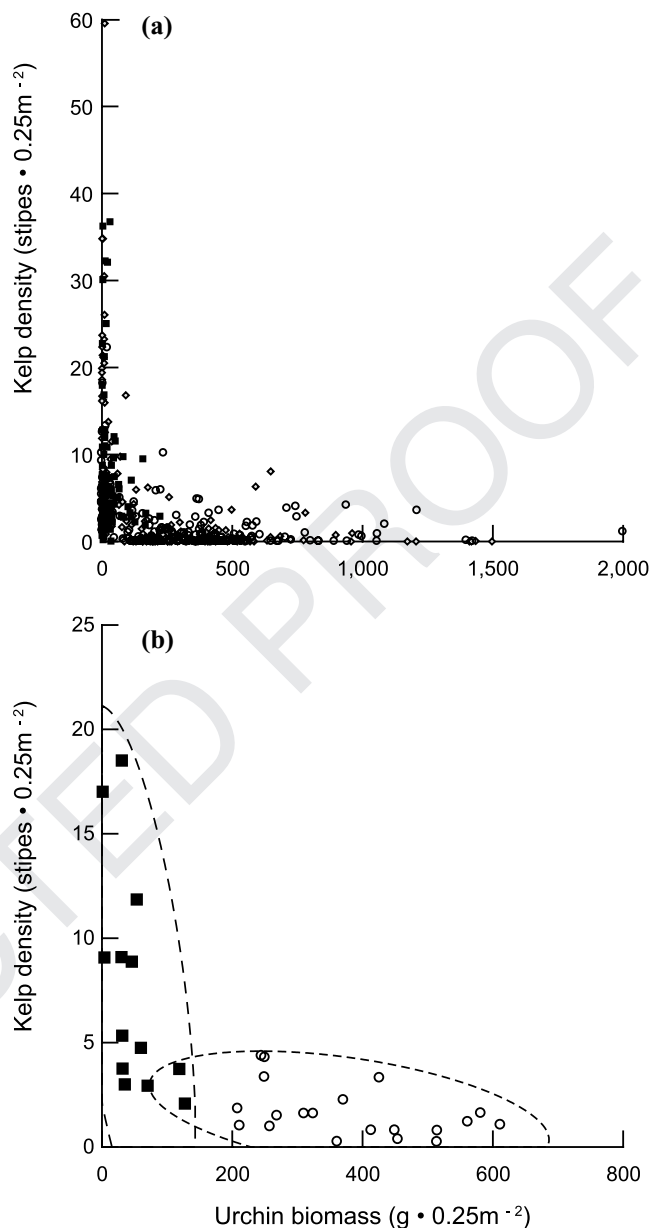 (a)
Kelp density (stipes • 0.25m⁻²)
60
50
40
30
20
10
0
0 500 1,000 1,500 2,000
(b)
Kelp density (stipes • 0.25m⁻²)
25
20
15
10
5
0
0 200 400 600 800
Urchin biomass (g • 0.25m⁻²)
CTED PROOF